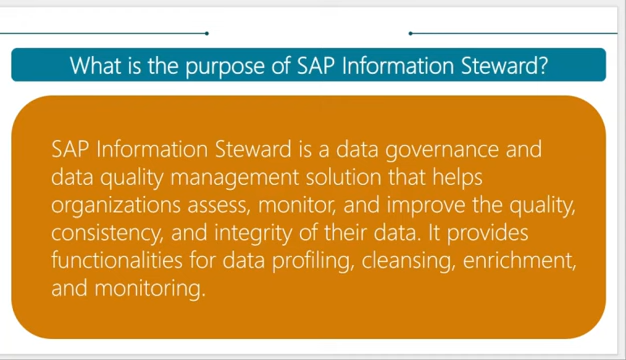 What is the purpose of SAP Information Steward?
SAP Information Steward is a data governance and
data quality management solution that helps
organizations assess, monitor, and improve the quality,
consistency, and integrity of their data. It provides
functionalities for data profiling, cleansing, enrichment,
and monitoring.